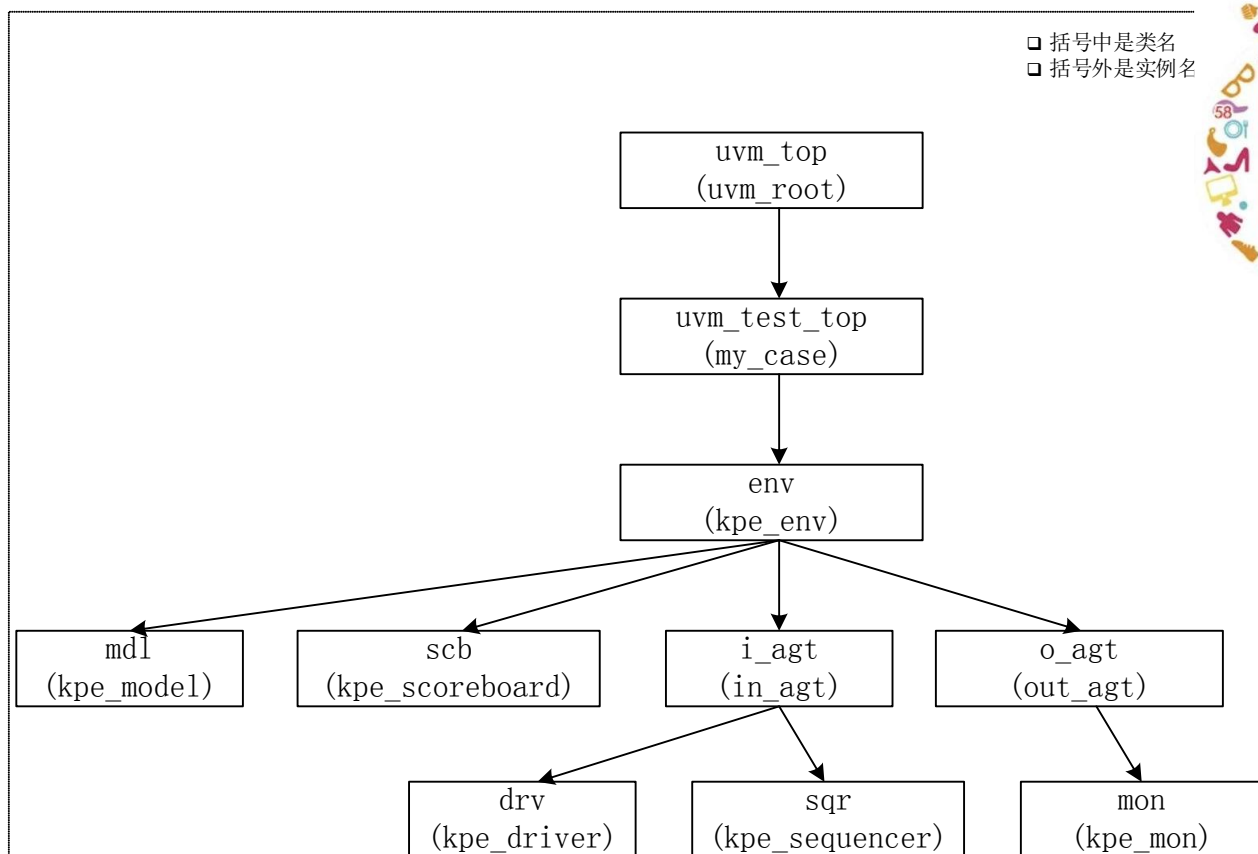 ❑ 括号中是类名
❑ 括号外是实例名
58
uvm_top
(uvm_root)
uvm_test_top
(my_case)
env
(kpe_env)
mdl
(kpe_model)
scb
(kpe_scoreboard)
i_agt
(in_agt)
o_agt
(out_agt)
drv
(kpe_driver)
sqr
(kpe_sequencer)
mon
(kpe_mon)